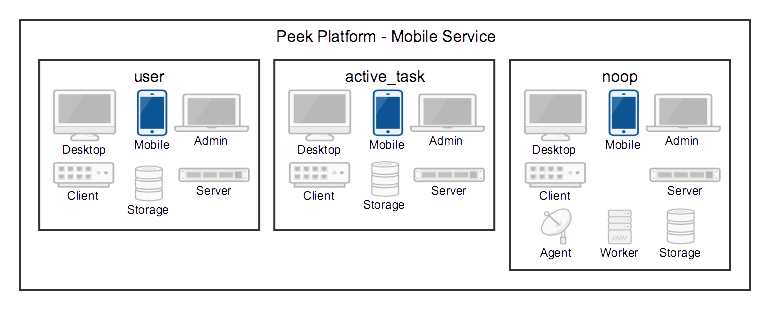 Peek Platform - Mobile Service
user
Desktop
Mobile
Admin
Client
Storage
Server
active_task
Desktop
Mobile
Admin
Client
Storage
Server
noop
Desktop
Mobile
Admin
Client
Server
Agent
Worker
Storage